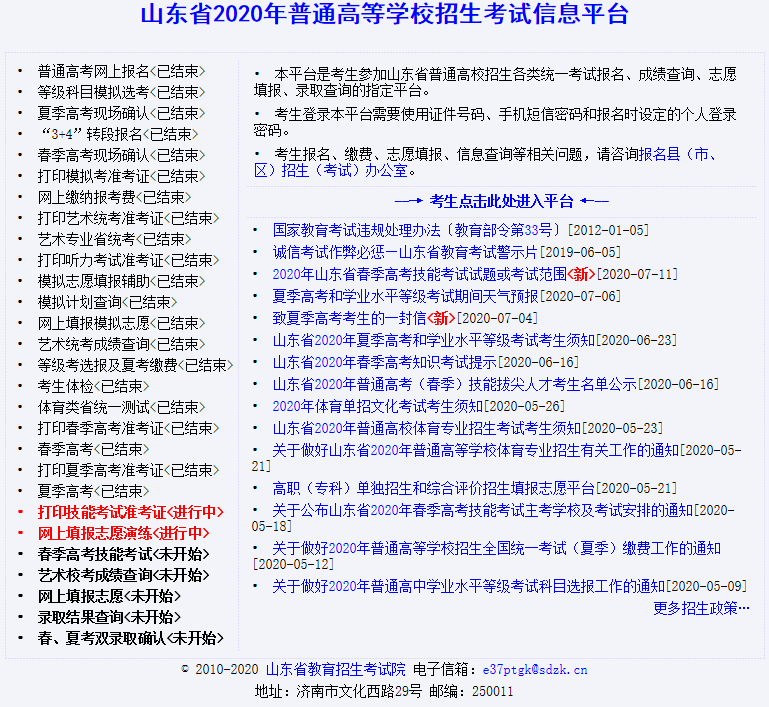 山东省2020年普通高等学校招生考试信息平台
• 普通高考网上报名<已结束>
• 等级科目模拟选考<已结束>
• 夏季高考现场确认<已结束>
• “3+4”转段报名<已结束>
• 春季高考现场确认<已结束>
• 打印模拟考准考证<已结束>
• 网上缴纳报考费<已结束>
• 打印艺术统考准考证<已结束>
• 艺术专业省统考<已结束>
• 打印听力考试准考证<已结束>
• 模拟志愿填报辅助<已结束>
• 模拟计划查询<已结束>
• 网上填报模拟志愿<已结束>
• 艺术统考成绩查询<已结束>
• 等级考选报及夏考缴费<已结束>
• 考生体检<已结束>
• 体育类省统一测试<已结束>
• 打印春季高考准考证<已结束>
• 春季高考<已结束>
• 打印夏季高考准考证<已结束>
• 夏季高考<已结束>
• 打印技能考试准考证<进行中>
• 网上填报志愿演练<进行中>
• 春季高考技能考试<未开始>
• 艺术校考成绩查询<未开始>
• 网上填报志愿<未开始>
• 录取结果查询<未开始>
• 春、夏考双录取确认<未开始>
• 本平台是考生参加山东省普通高校招生各类统一考试报名、成绩查询、志愿
填报、录取查询的指定平台。
• 考生登录本平台需要使用证件号码、手机短信密码和报名时设定的个人登录
密码。
• 考生报名、缴费、志愿填报、信息查询等相关问题，请咨询报名县（市、
区）招生（考试）办公室。
—→ 考生点击此处进入平台 ←—
• 国家教育考试违规处理办法〔教育部令第33号〕[2012-01-05]
• 诚信考试作弊必惩—山东省教育考试警示片[2019-06-05]
• 2020年山东省春季高考技能考试试题或考试范围<新>[2020-07-11]
• 夏季高考和学业水平等级考试期间天气预报[2020-07-06]
• 致夏季高考考生的一封信<新>[2020-07-04]
• 山东省2020年夏季高考和学业水平等级考试考生须知[2020-06-23]
• 山东省2020年春季高考知识考试提示[2020-06-16]
• 山东省2020年普通高考（春季）技能拔尖人才考生名单公示[2020-06-16]
• 2020年体育单招文化考试考生须知[2020-05-26]
• 山东省2020年普通高校体育专业招生考试考生须知[2020-05-23]
• 关于做好山东省2020年普通高等学校体育专业招生有关工作的通知[2020-05-
21]
• 高职（专科）单独招生和综合评价招生填报志愿平台[2020-05-21]
• 关于公布山东省2020年春季高考技能考试主考学校及考试安排的通知[2020-
05-18]
• 关于做好2020年普通高等学校招生全国统一考试（夏季）缴费工作的通知
[2020-05-12]
• 关于做好2020年普通高中学业水平等级考试科目选报工作的通知[2020-05-09]
更多招生政策…
© 2010-2020 山东省教育招生考试院 电子信箱：e37ptgk@sdzk.cn
地址：济南市文化西路29号 邮编：250011